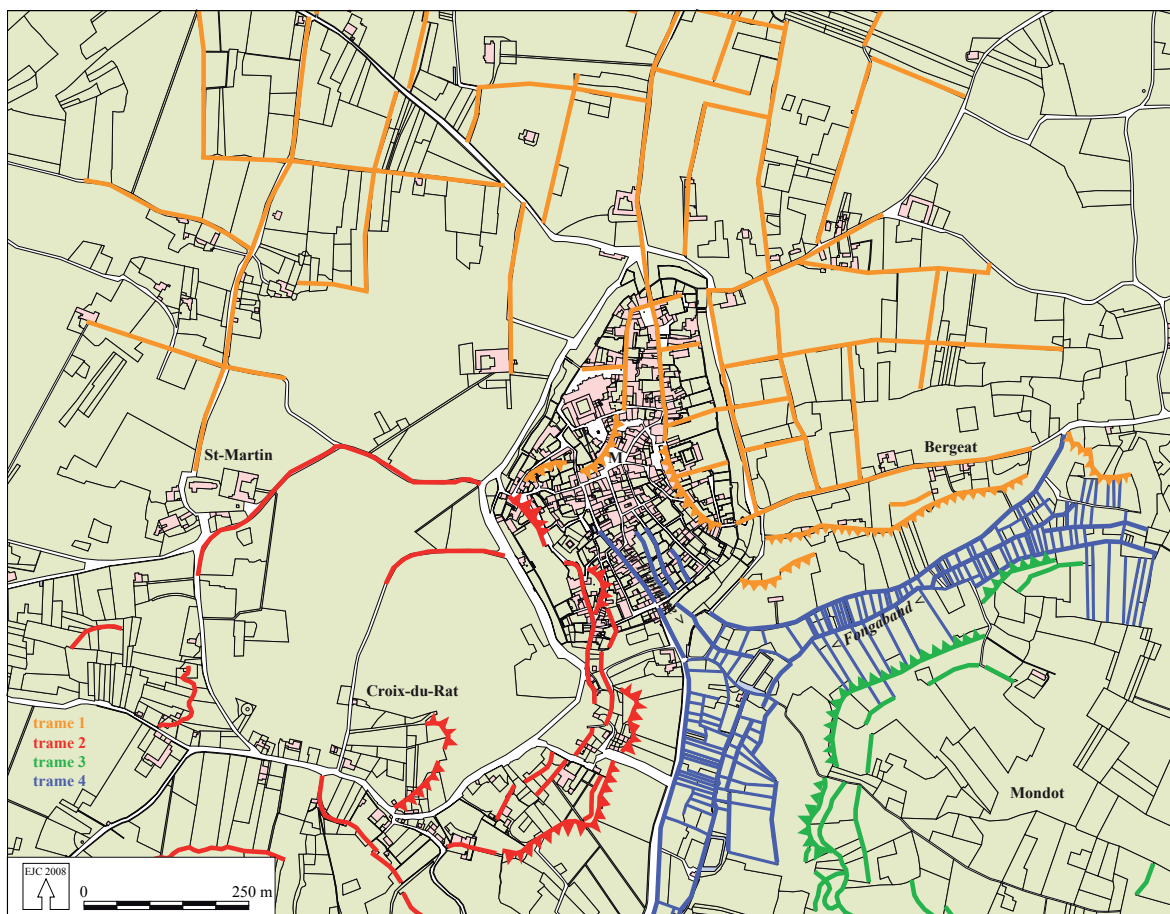 M
St-Martin
Bergeat
< Fongaband <
Croix-du-Rat
trame 1
trame 2
trame 3
trame 4
Mondot
EJC 2008
0 250 m